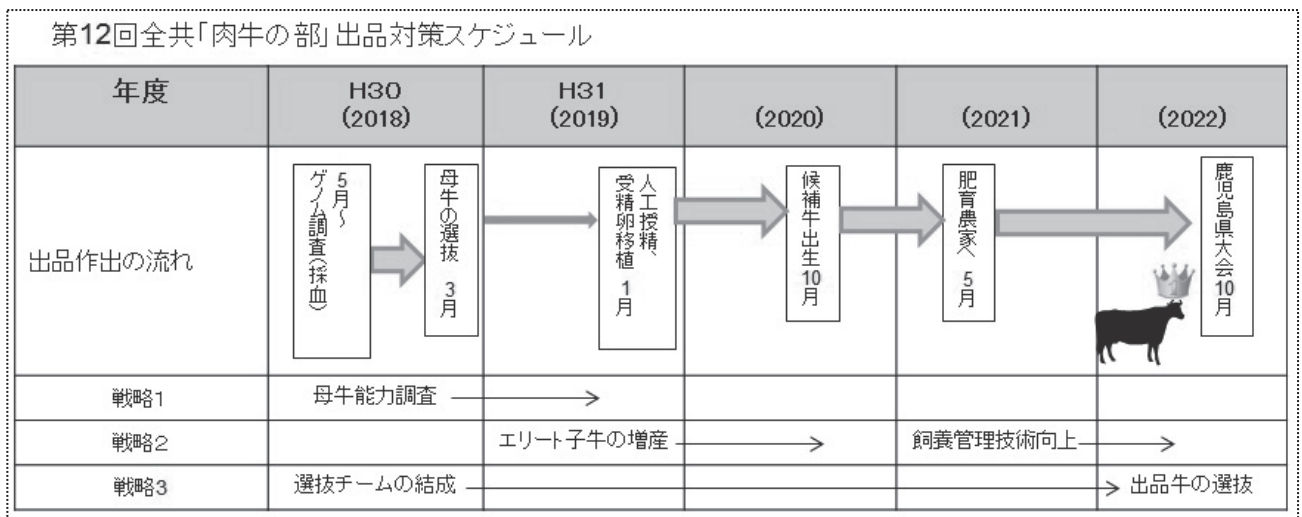 第12回全共「肉牛の部」出品対策スケジュール
年度
H30
(2018)
H31
(2019)
(2020)
(2021)
(2022)
出品作出の流れ
5月~
ゲノム調査(採血)
母牛の選抜 3月
人工授精、
受精卵移植 1月
候補牛出生10月
肥育農家へ 5月
鹿児島県大会10月
戦略1
母牛能力調査
戦略2
エリート子牛の増産
飼養管理技術向上
戦略3
選抜チームの結成
出品牛の選抜